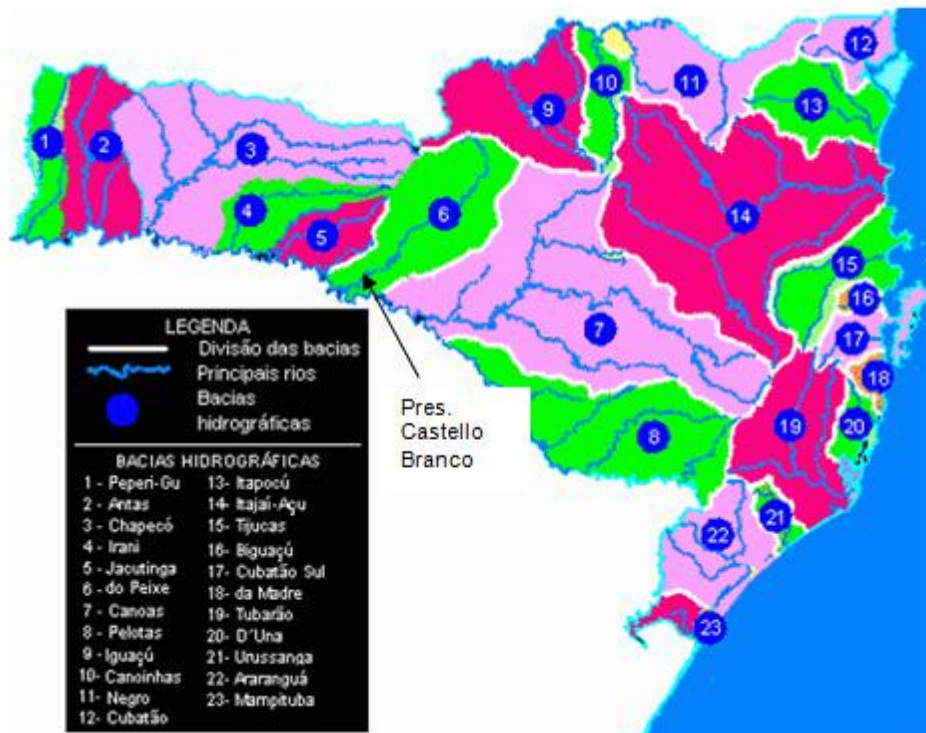 1
2
3
4
5
6
7
8
9
10
11
12
13
14
15
16
17
18
19
20
21
22
23
Pres.
Castello
Branco
LEGENDA
Divisão das bacias
Principais rios
Bacias
hidrográficas
BACIAS HIDROGRÁFICAS
1 - Peperi-Gu
2 - Antas
3 - Chapecó
4 - Irani
5 - Jacutinga
6 - do Peixe
7 - Canoas
8 - Pelotas
9 - Iguaçú
10- Canoinhas
11- Negro
12- Cubatão
13- Itapocú
14- Itajaí-Açu
15- Tijucas
16- Biguaçú
17- Cubatão Sul
18- da Madre
19- Tubarão
20- D'Una
21- Urussanga
22- Araranguá
23- Mampituba